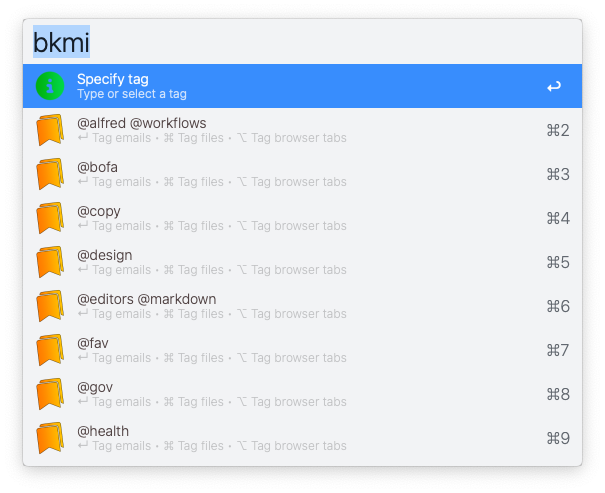 bkmi
Specify tag
Type or select a tag
↩
@alfred @workflows
↩ Tag emails • ⌘ Tag files • ⌥ Tag browser tabs
⌘2
@bofa
↩ Tag emails • ⌘ Tag files • ⌥ Tag browser tabs
⌘3
@copy
↩ Tag emails • ⌘ Tag files • ⌥ Tag browser tabs
⌘4
@design
↩ Tag emails • ⌘ Tag files • ⌥ Tag browser tabs
⌘5
@editors @markdown
↩ Tag emails • ⌘ Tag files • ⌥ Tag browser tabs
⌘6
@fav
↩ Tag emails • ⌘ Tag files • ⌥ Tag browser tabs
⌘7
@gov
↩ Tag emails • ⌘ Tag files • ⌥ Tag browser tabs
⌘8
@health
↩ Tag emails • ⌘ Tag files • ⌥ Tag browser tabs
⌘9